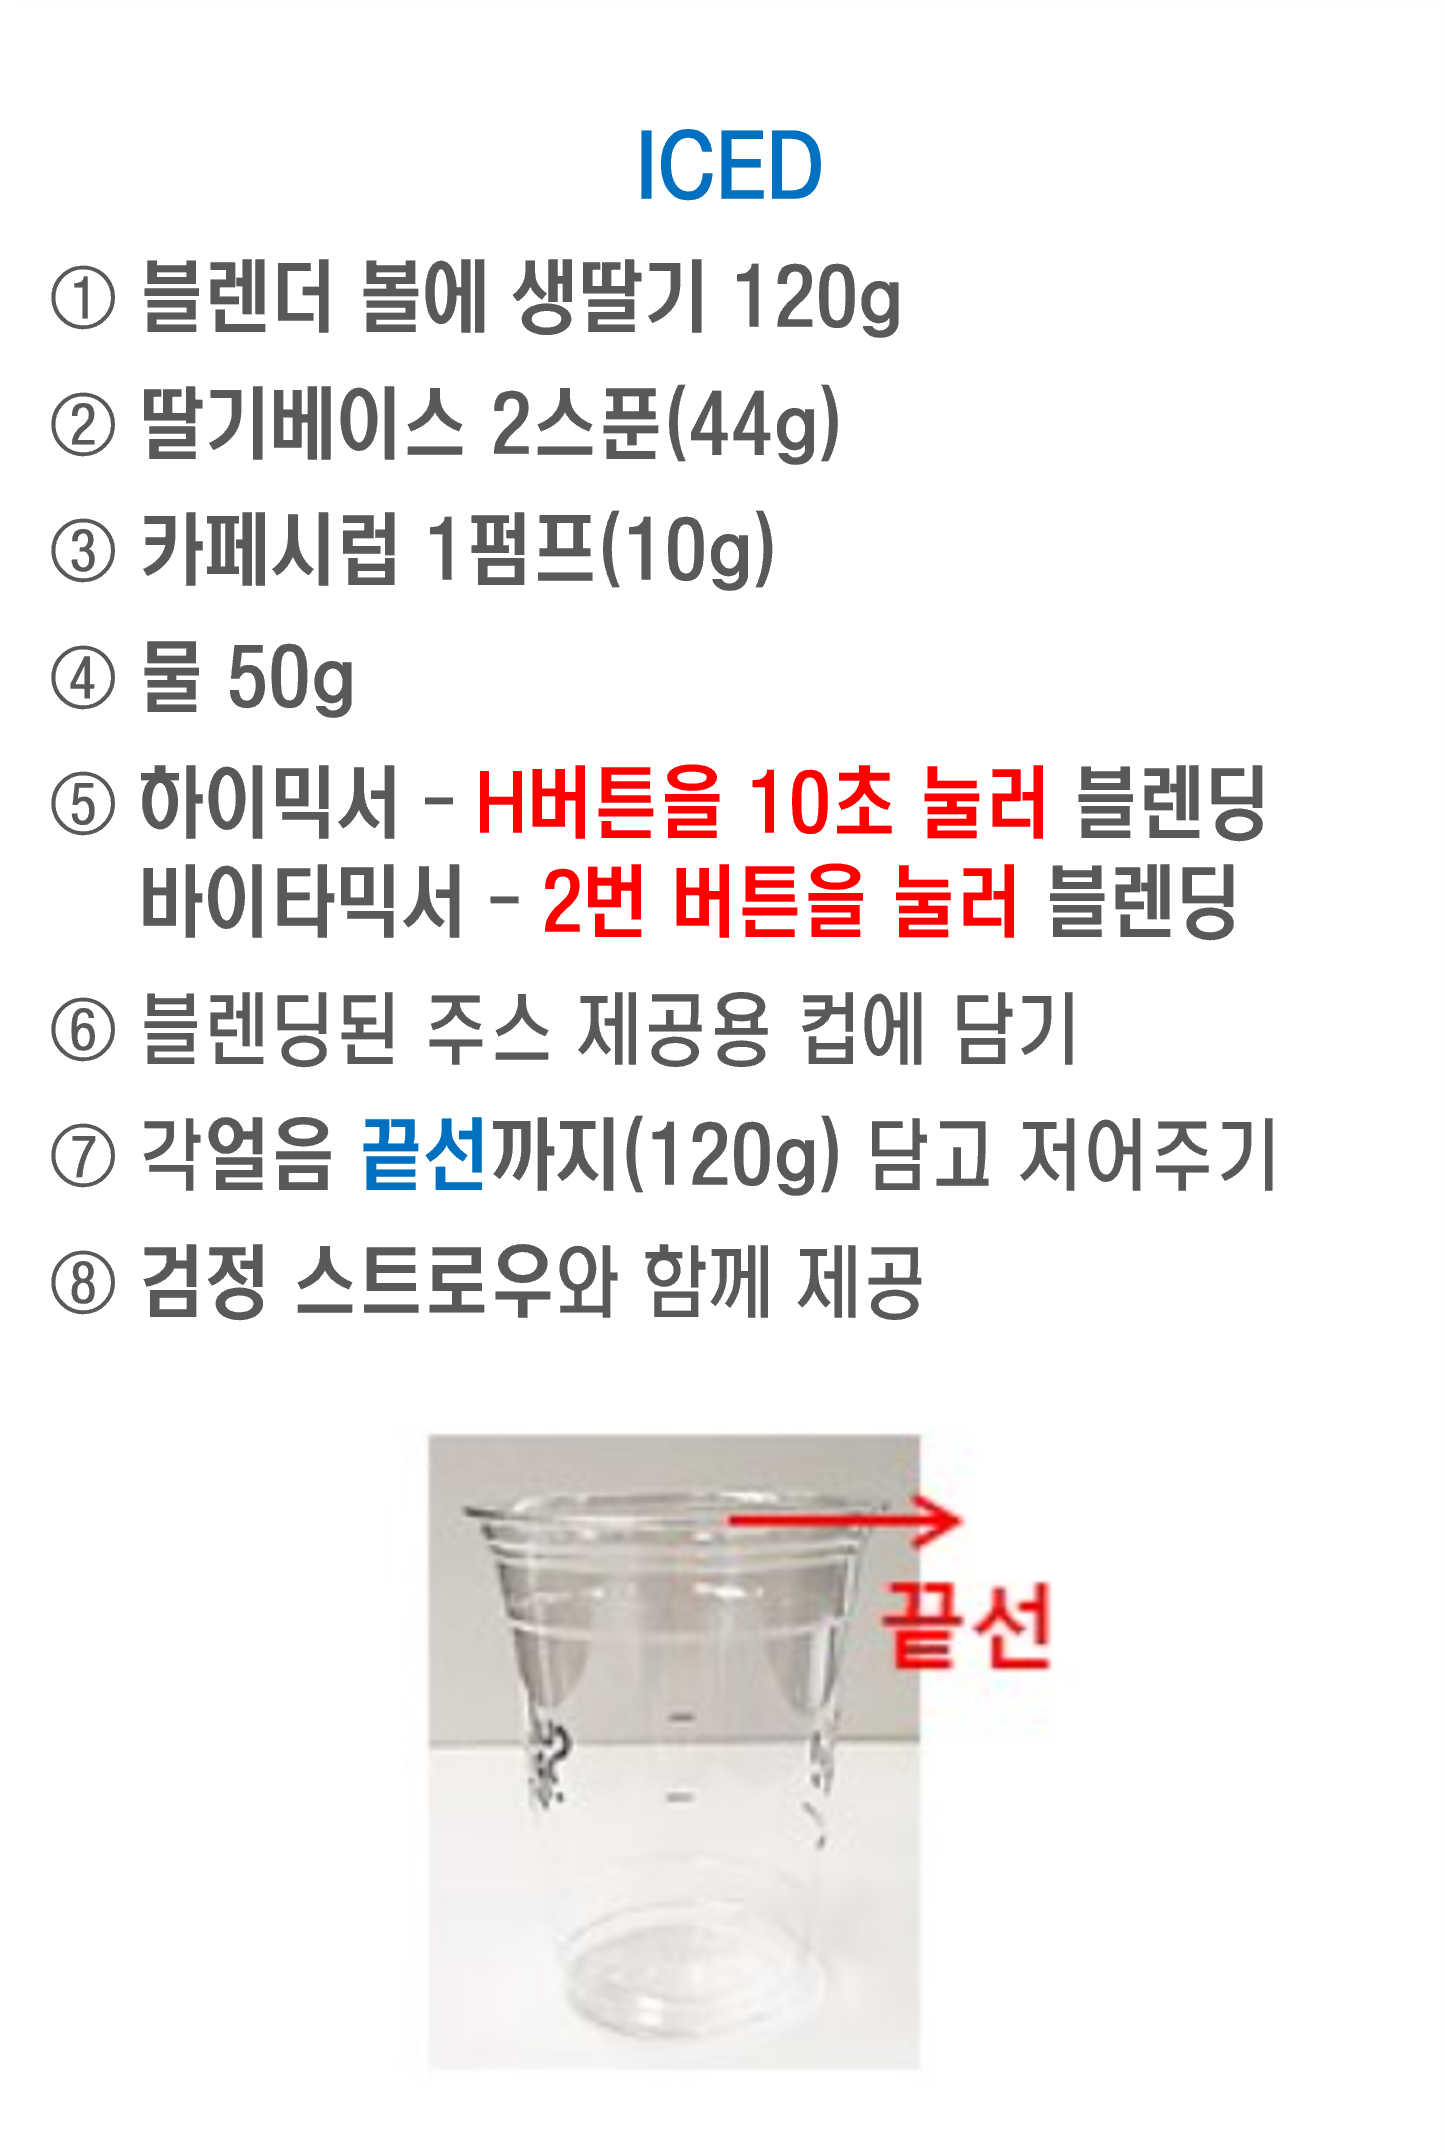 ICED
① 블렌더 볼에 생딸기 120g
② 딸기베이스 2스푼(44g)
③ 카페시럽 1펌프(10g)
④ 물 50g
⑤ 하이믹서 - H버튼을 10초 눌러 블렌딩
바이타믹서 - 2번 버튼을 눌러 블렌딩
⑥ 블렌딩된 주스 제공용 컵에 담기
⑦ 각얼음 끝선까지(120g) 담고 저어주기
⑧ 검정 스트로우와 함께 제공
끝선